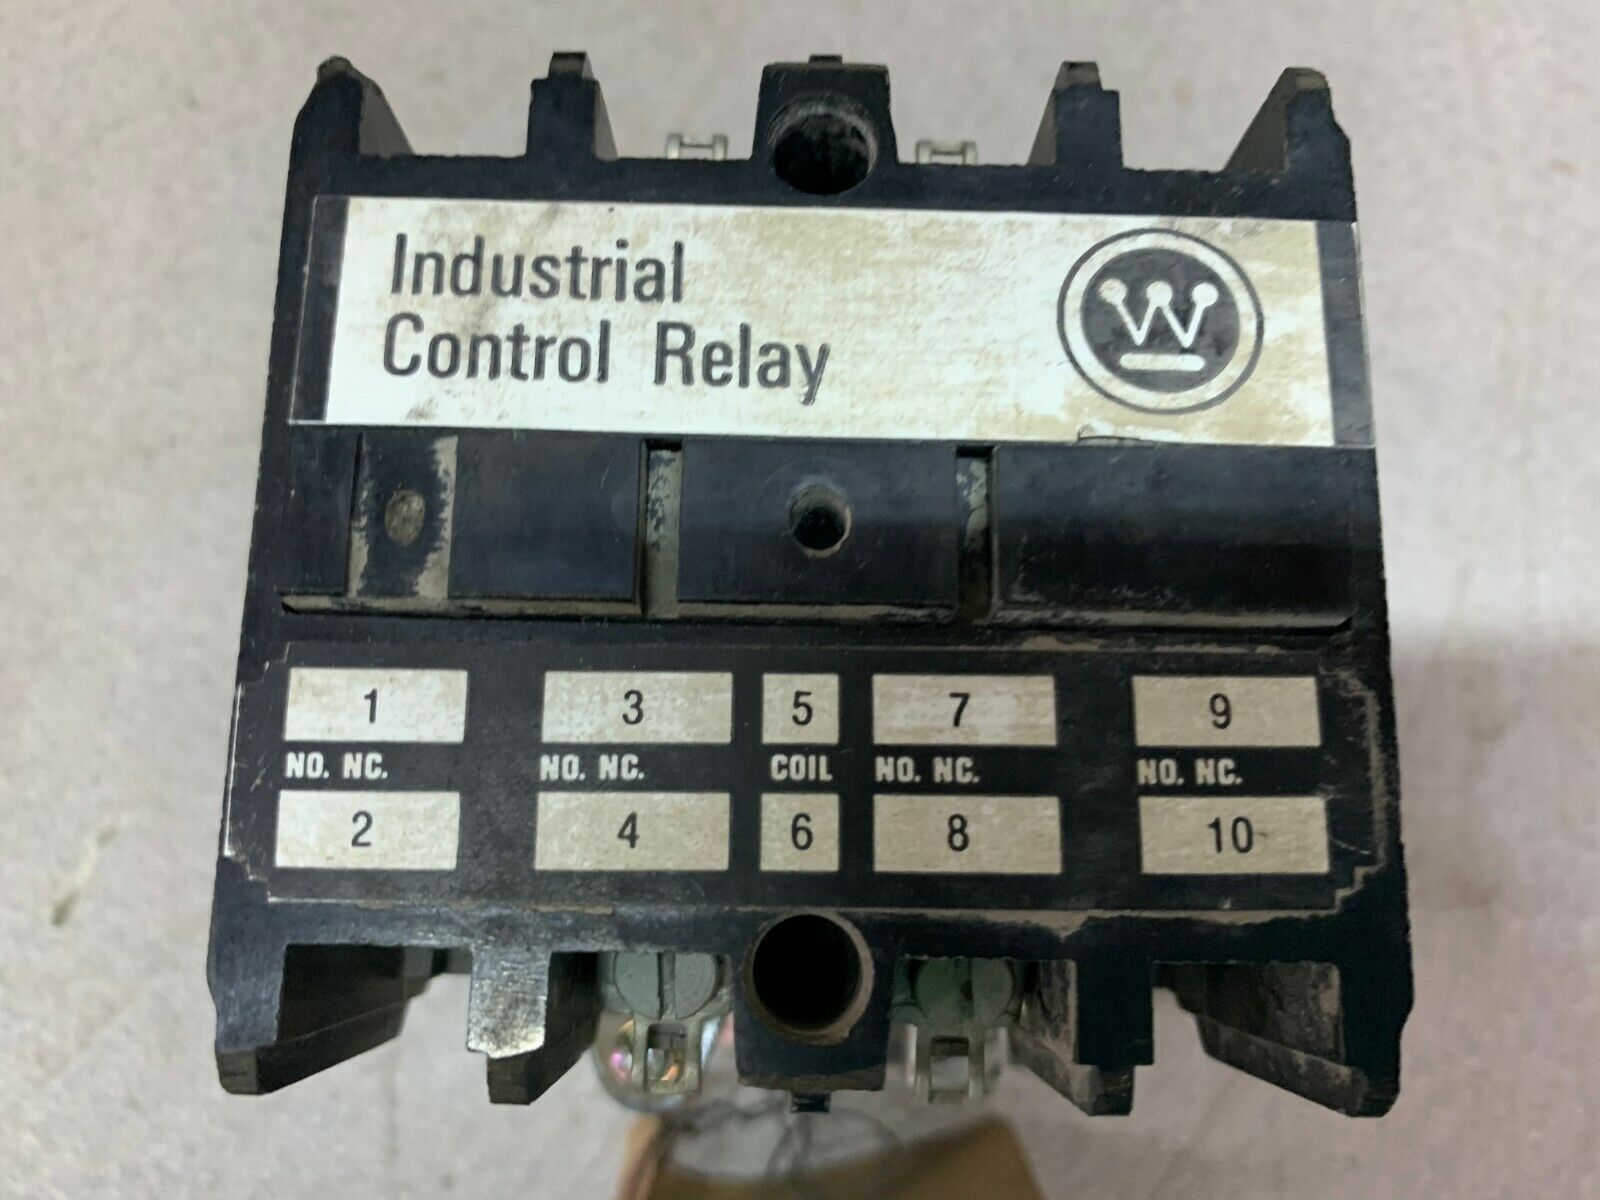 Industrial
Control Relay
W
1 3 5 7 9
NO. NC. NO. NC. COIL NO. NC. NO. NC.
2 4 6 8 10